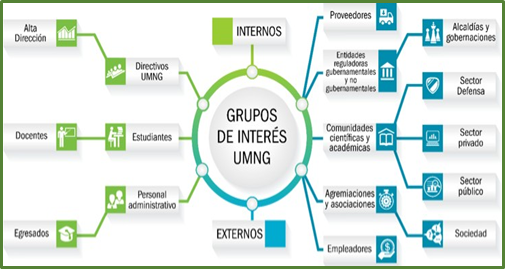 Alta
Dirección
Directivos
UMNG
Docentes
Estudiantes
Personal
administrativo
Egresados
INTERNOS
GRUPOS
DE INTERÉS
UMNG
EXTERNOS
Proveedores
Entidades
reguladoras
gubernamentales
y no
gubernamentales
Comunidades
científicas y
académicas
Agremiaciones
y asociaciones
Empleadores
Alcaldías y
gobernaciones
Sector
Defensa
Sector
privado
Sector
público
Sociedad